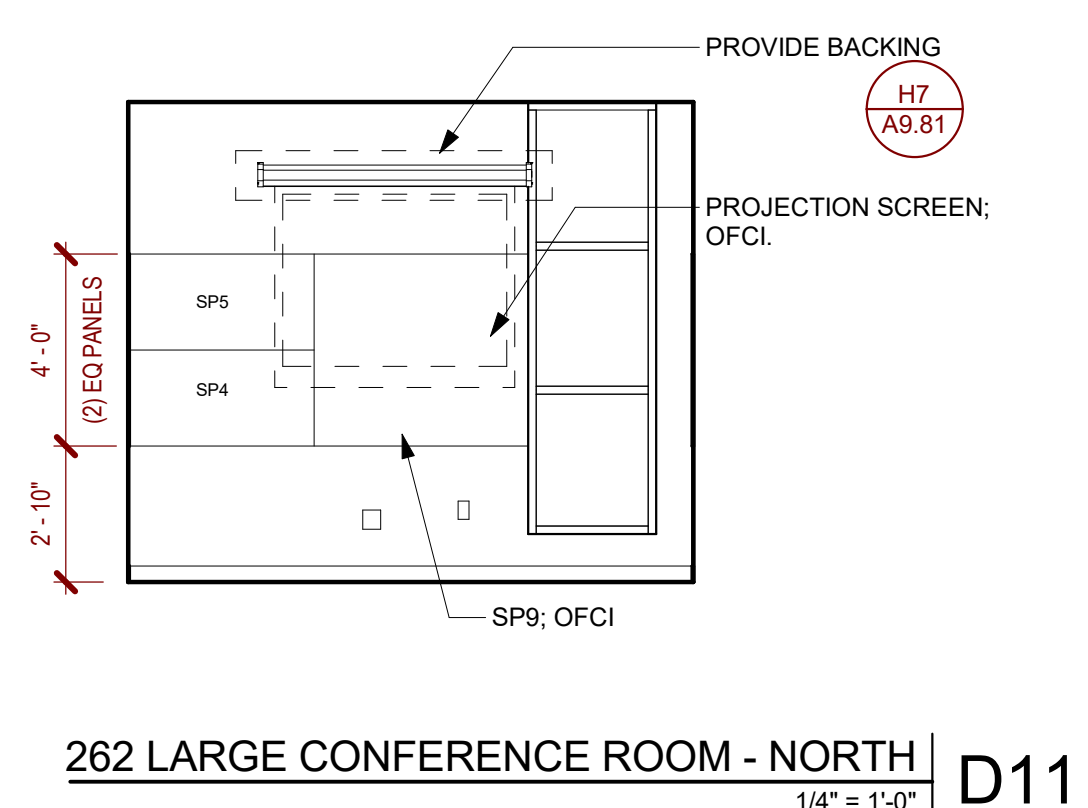 PROVIDE BACKING
H7
A9.81
PROJECTION SCREEN;
OFCI.
4' - 0"
(2) EQ PANELS
SP5
SP4
2' - 10"
SP9; OFCI
262 LARGE CONFERENCE ROOM - NORTH
D11
1/4" = 1'-0"